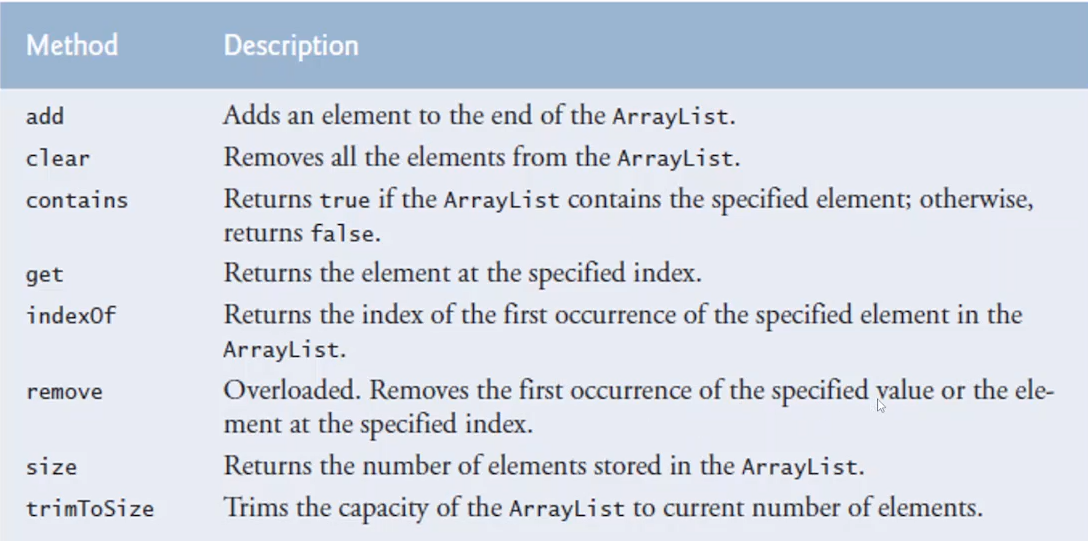 Method Description
add Adds an element to the end of the ArrayList.
clear Removes all the elements from the ArrayList.
contains Returns true if the ArrayList contains the specified element; otherwise,
returns false.
get Returns the element at the specified index.
indexOf Returns the index of the first occurrence of the specified element in the
ArrayList.
remove Overloaded. Removes the first occurrence of the specified value or the ele-
ment at the specified index.
size Returns the number of elements stored in the ArrayList.
trimToSize Trims the capacity of the ArrayList to current number of elements.